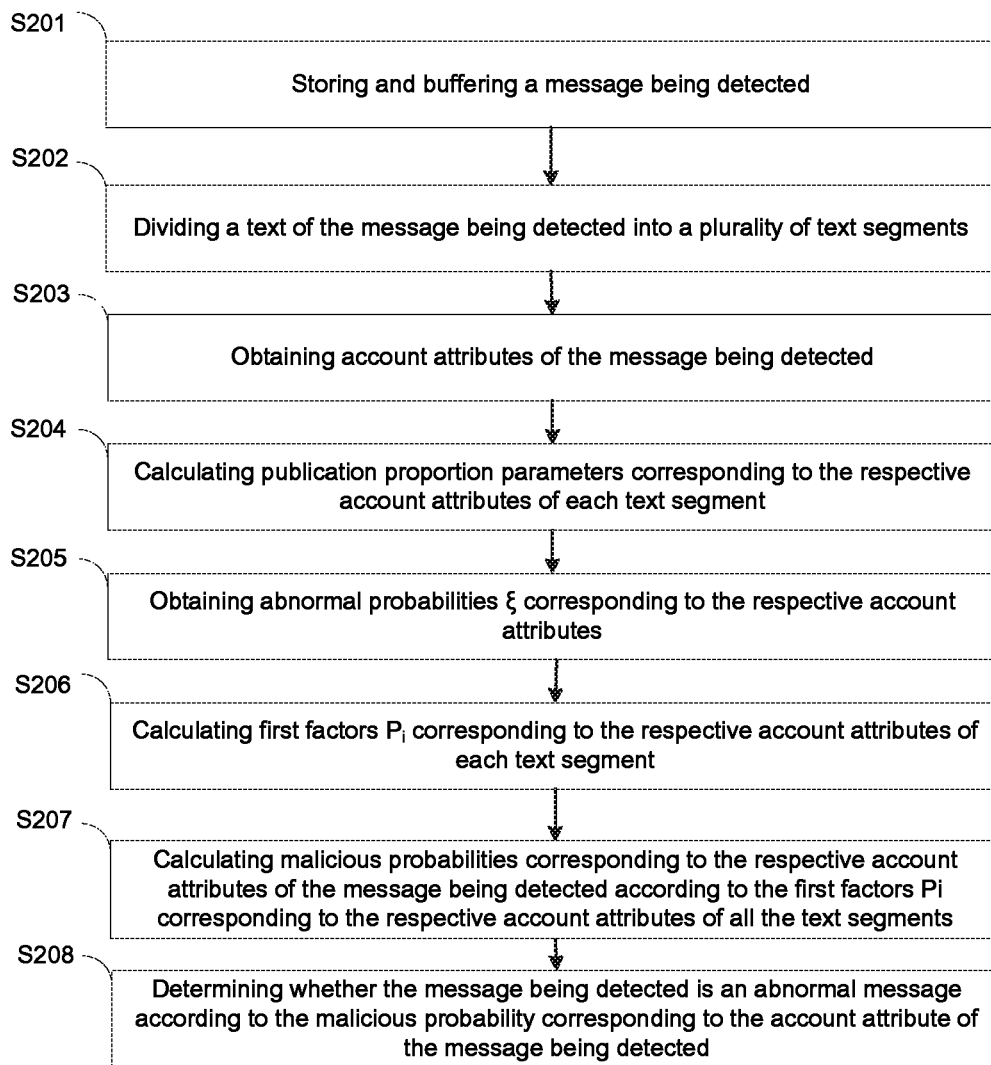 S201
Storing and buffering a message being detected
S202
Dividing a text of the message being detected into a plurality of text segments
S203
Obtaining account attributes of the message being detected
S204
Calculating publication proportion parameters corresponding to the respective
account attributes of each text segment
S205
Obtaining abnormal probabilities ξ corresponding to the respective account
attributes
S206
Calculating first factors Pi corresponding to the respective account attributes of
each text segment
S207
Calculating malicious probabilities corresponding to the respective account
attributes of the message being detected according to the first factors Pi
corresponding to the respective account attributes of all the text segments
S208
Determining whether the message being detected is an abnormal message
according to the malicious probability corresponding to the account attribute of
the message being detected